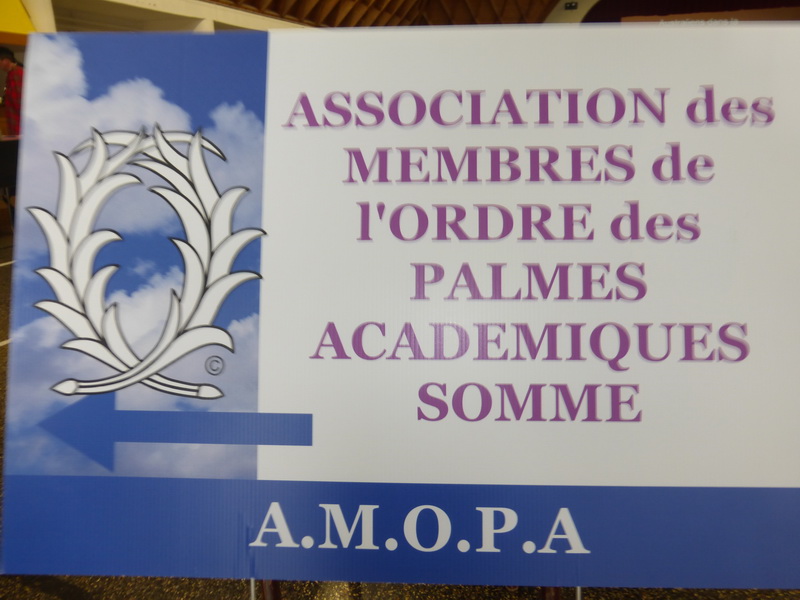 ASSOCIATION des
MEMBRES de
l'ORDRE des
PALMES
ACADEMIQUES
SOMME
©
A.M.O.P.A